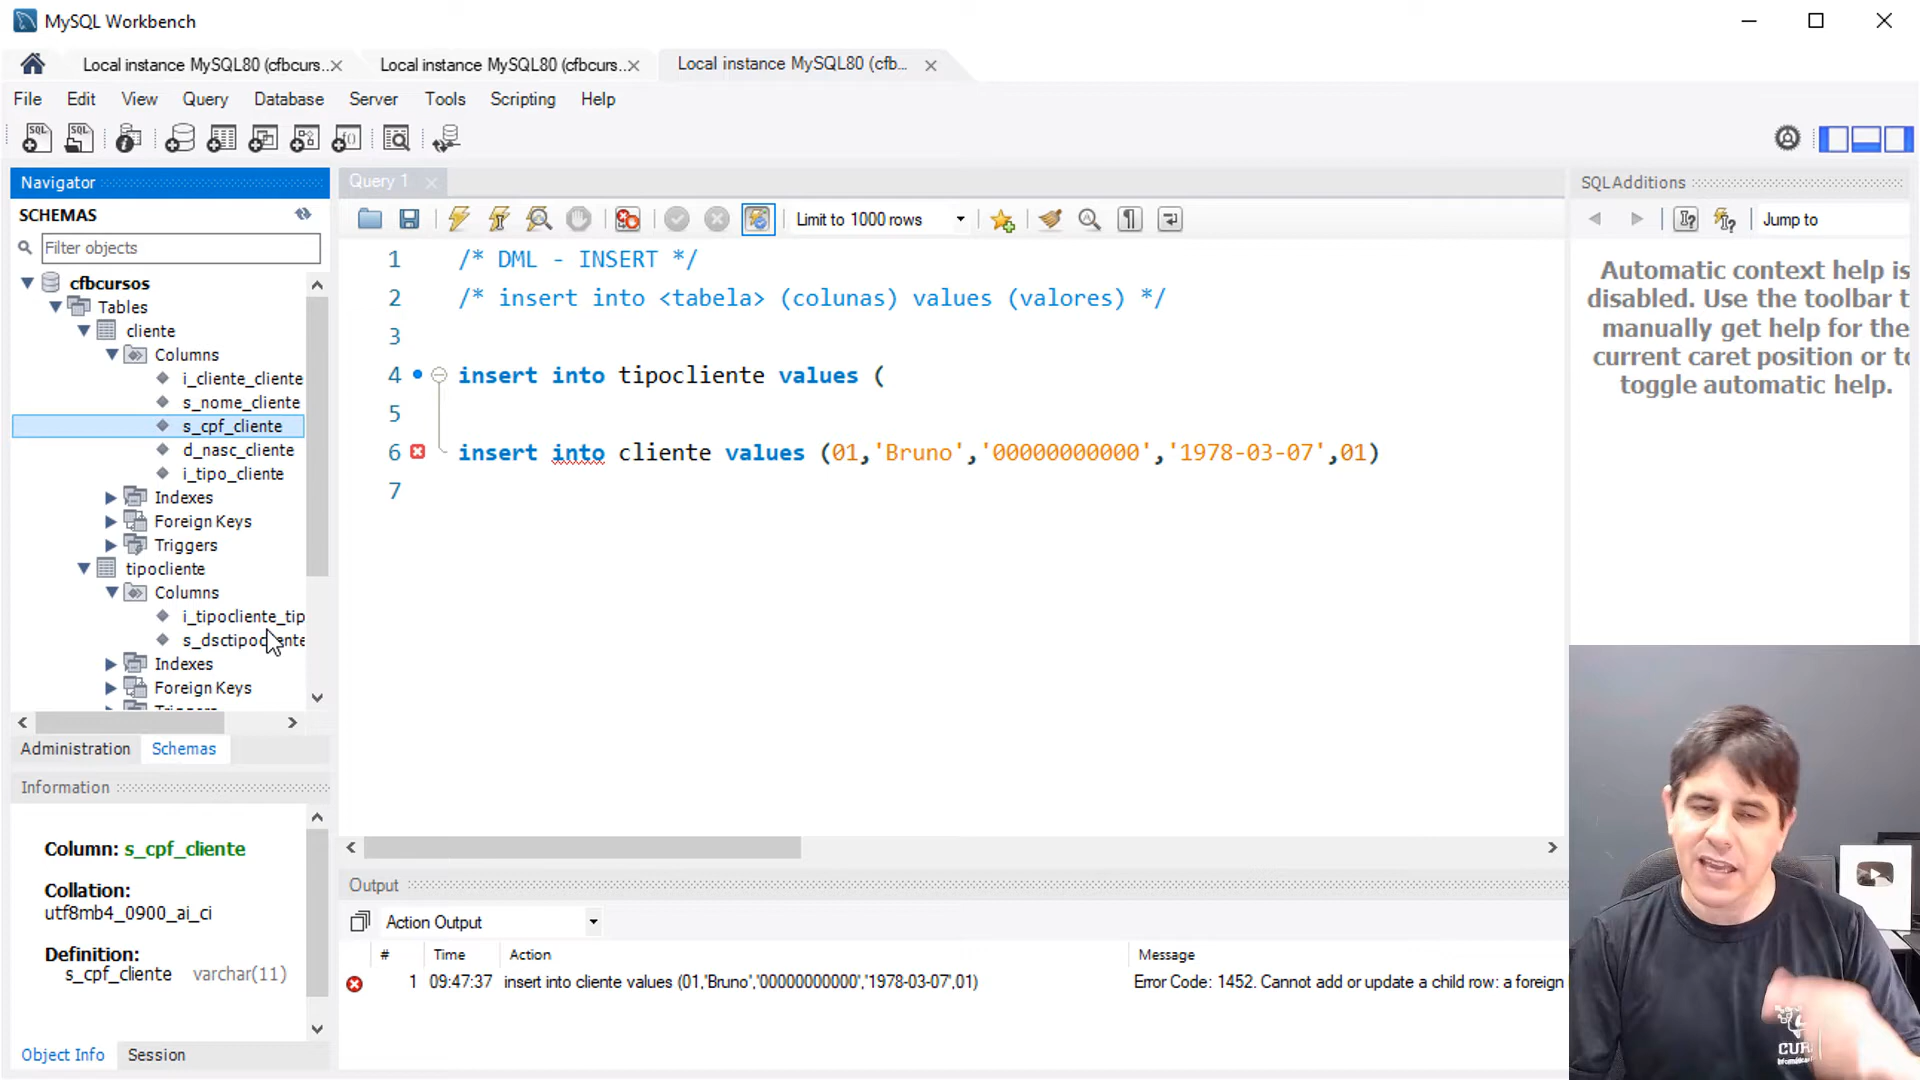 MySQL Workbench
Local instance MySQL80 (cfbcurs..
Local instance MySQL80 (cfbcurs...
Local instance MySQL80 (cfb...
File Edit View Query Database Server Tools Scripting Help
Navigator
SCHEMAS
Filter objects
cfbcursos
Tables
cliente
Columns
i_cliente_cliente
s_nome_cliente
s_cpf_cliente
d_nasc_cliente
i_tipo_cliente
Indexes
Foreign Keys
Triggers
tipocliente
Columns
i_tipocliente_tip
Indexes
Foreign Keys
Administration Schemas
Information
Column: s_cpf_cliente
Collation:
utf8mb4_0900_ai_ci
Definition:
s_cpf_cliente varchar(11)
Object Info Session
Query 1
Limit to 1000 rows
1 /* DML - INSERT */
2 /* insert into <tabela> (colunas) values (valores) */
3
4 insert into tipocliente values (
5
6 insert into cliente values (01,'Bruno','00000000000','1978-03-07',01)
7
Output
Action Output
# Time Action Message
1 09:47:37 insert into cliente values (01,'Bruno','00000000000','1978-03-07',01) Error Code: 1452. Cannot add or update a child row: a foreign
SQLAdditions
Jump to
Automatic context help is
disabled. Use the toolbar t
manually get help for the
current caret position or to
toggle automatic help.